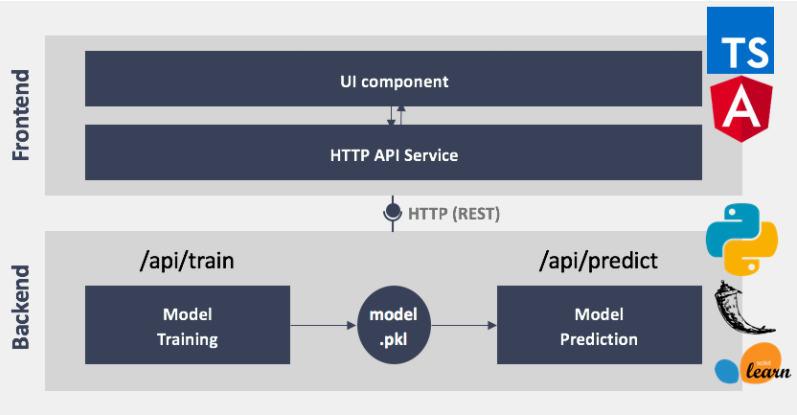 TS
A
Frontend
UI component
HTTP API Service
HTTP (REST)
Backend
/api/train
/api/predict
Model
Training
model
.pkl
Model
Prediction
scikit
learn